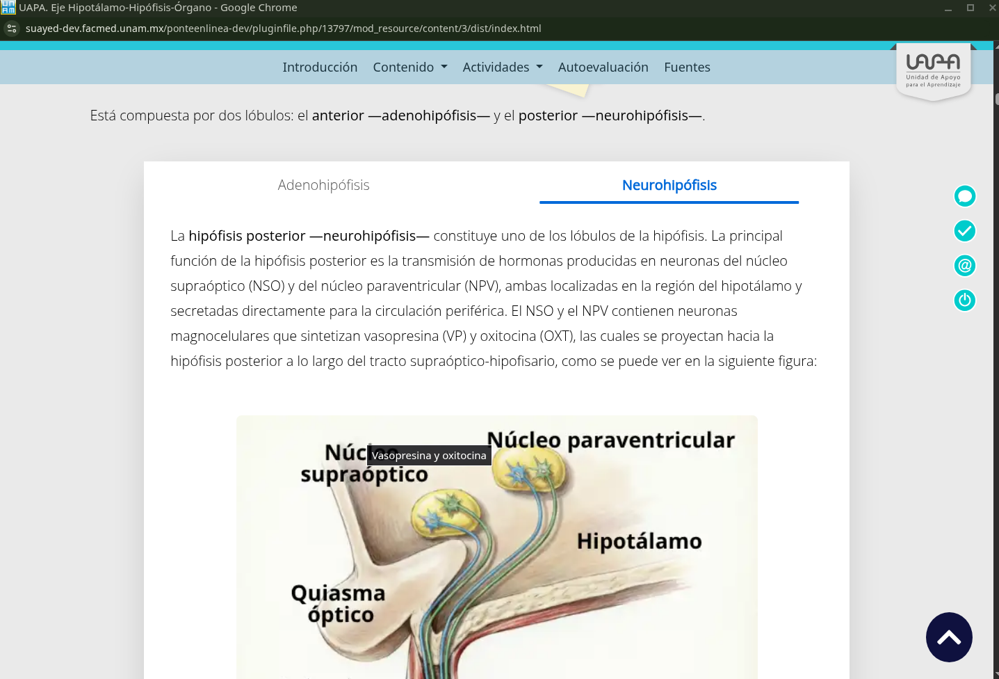 UAPA. Eje Hipotálamo-Hipófisis-Órgano - Google Chrome
suayed-dev.facmed.unam.mx/ponteenlinea-dev/pluginfile.php/13797/mod_resource/content/3/dist/index.html
Introducción Contenido Actividades Autoevaluación Fuentes
UAPA
Unidad de Apoyo
para el Aprendizaje
Está compuesta por dos lóbulos: el anterior —adenohipófisis— y el posterior —neurohipófisis—.
Adenohipófisis Neurohipófisis
La hipófisis posterior —neurohipófisis— constituye uno de los lóbulos de la hipófisis. La principal
función de la hipófisis posterior es la transmisión de hormonas producidas en neuronas del núcleo
supraóptico (NSO) y del núcleo paraventricular (NPV), ambas localizadas en la región del hipotálamo y
secretadas directamente para la circulación periférica. El NSO y el NPV contienen neuronas
magnocelulares que sintetizan vasopresina (VP) y oxitocina (OXT), las cuales se proyectan hacia la
hipófisis posterior a lo largo del tracto supraóptico-hipofisario, como se puede ver en la siguiente figura:
Núcleo paraventricular
Núcleo
supraóptico
Vasopresina y oxitocina
Hipotálamo
Quiasma
óptico